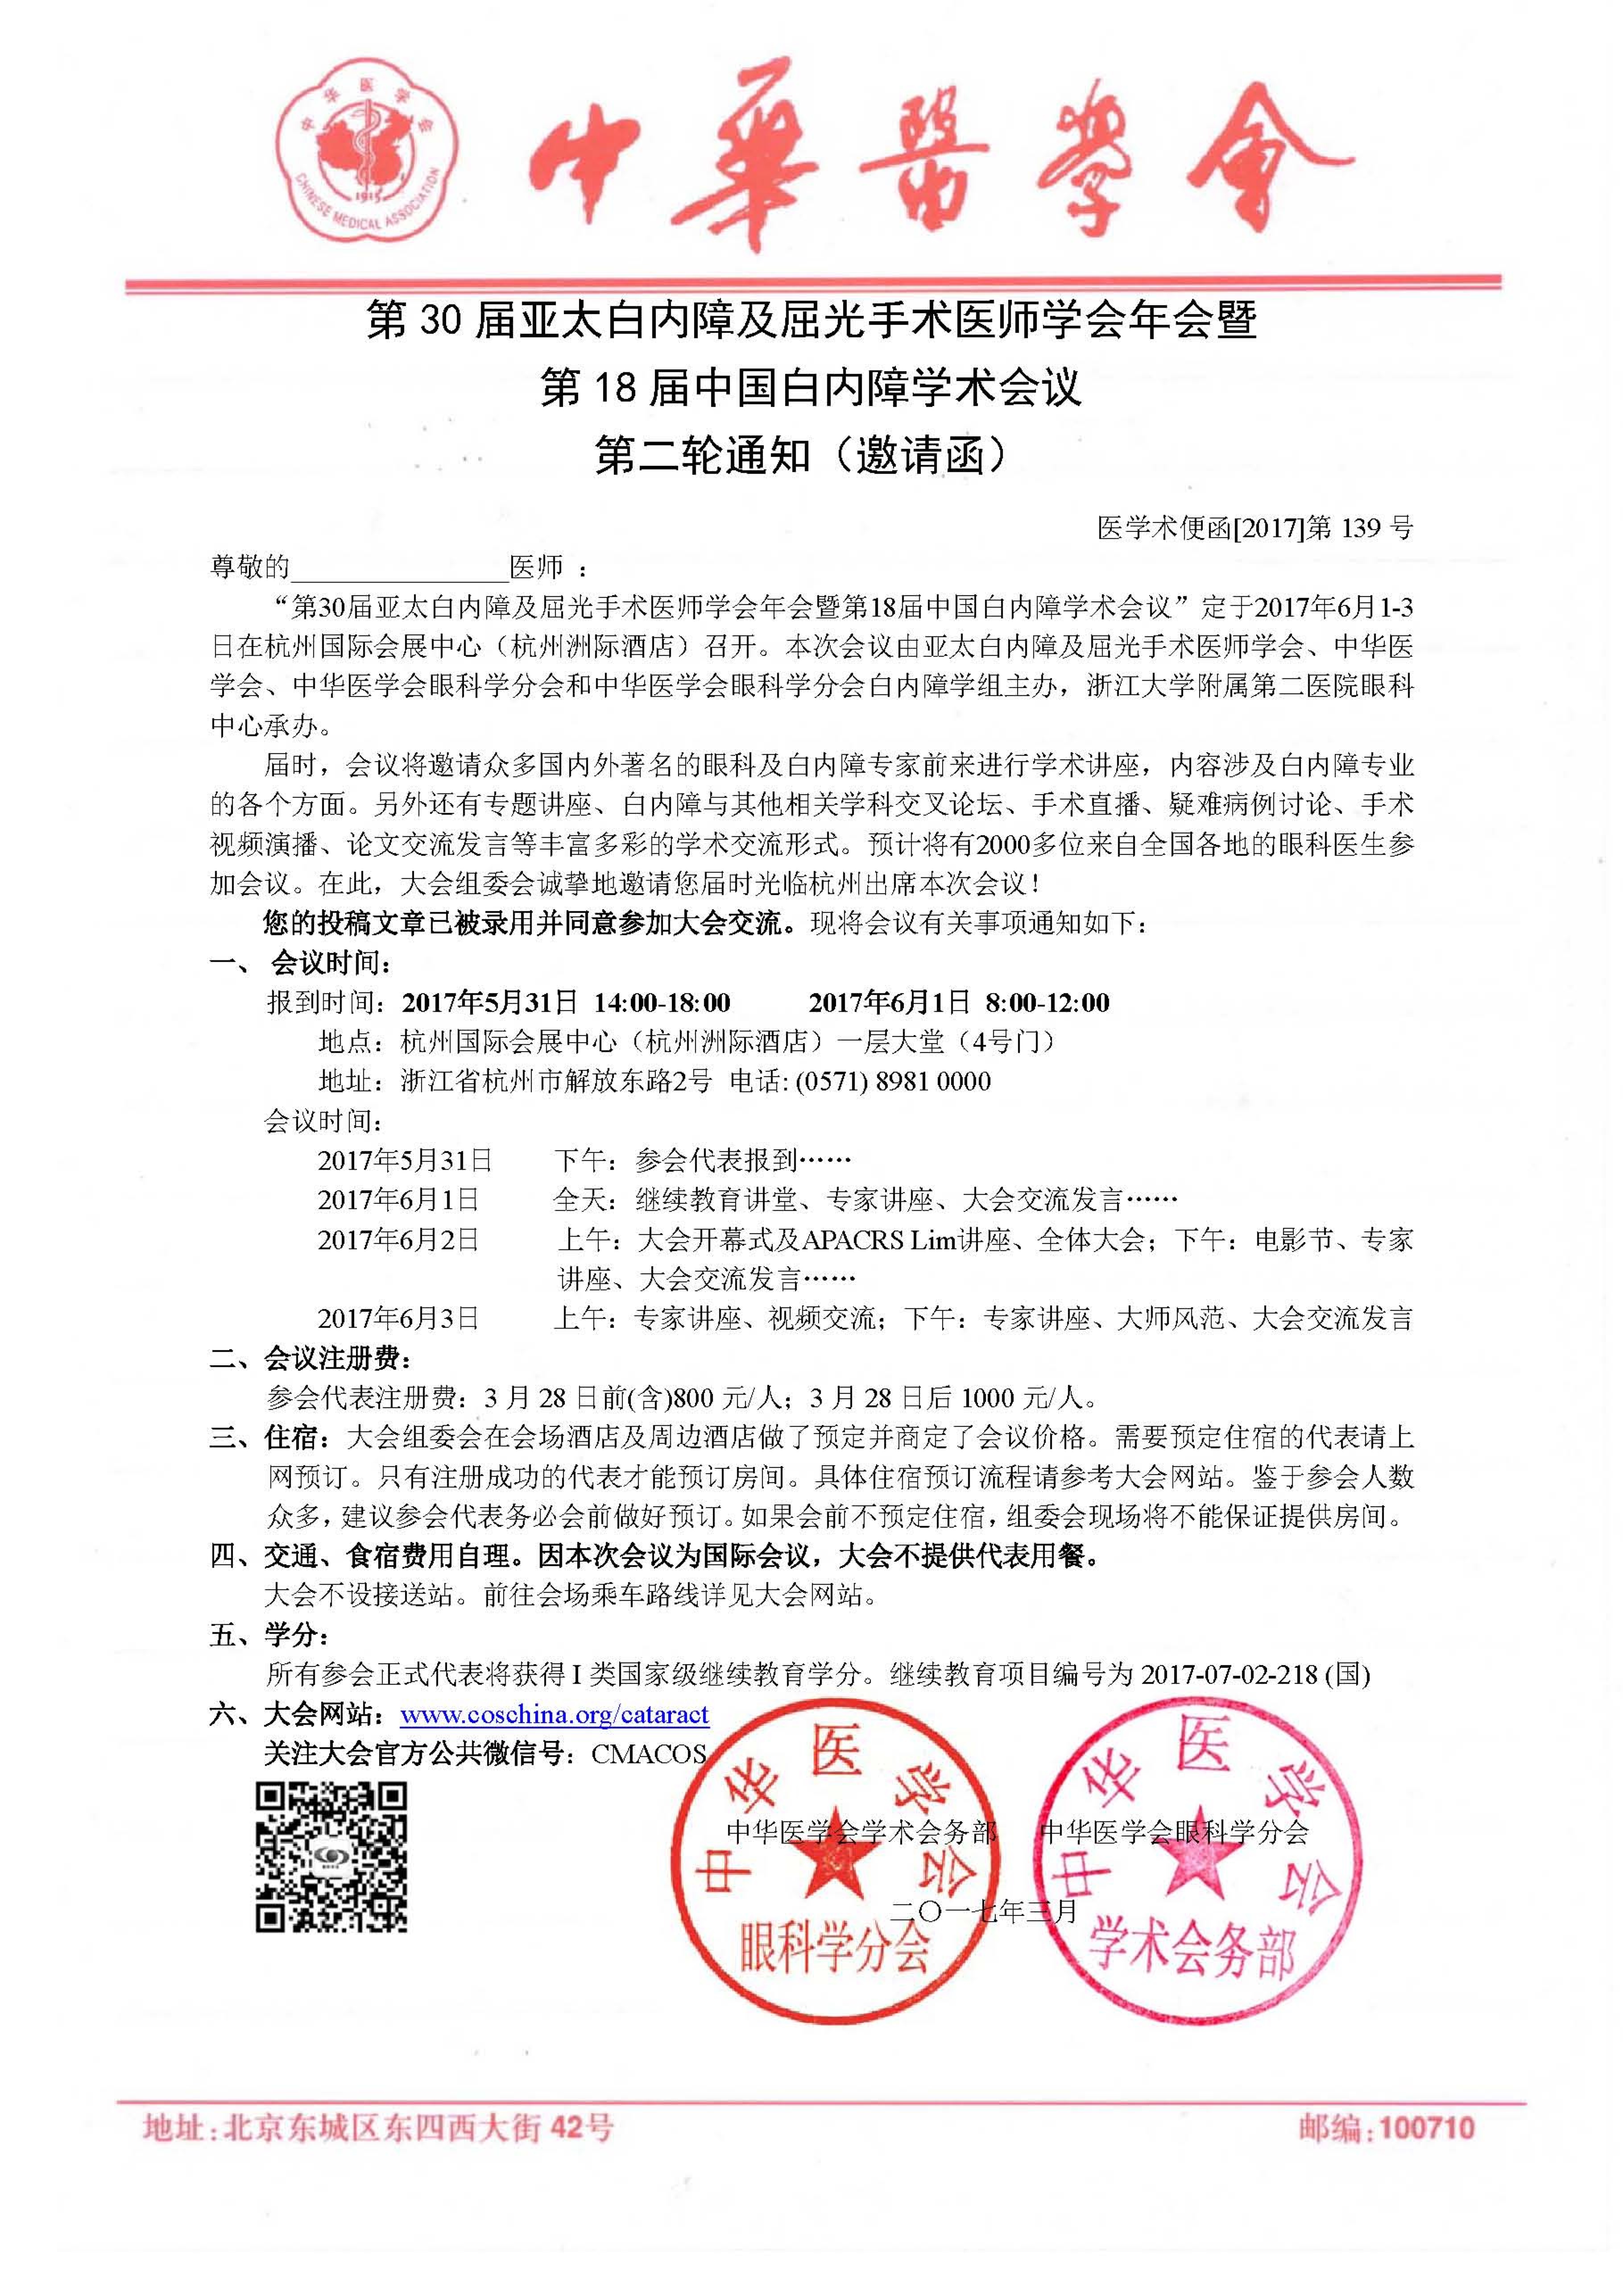 中华医学会
CHINESE MEDICAL ASSOCIATION
1915
中華醫學會
第 30 届亚太白内障及屈光手术医师学会年会暨
第 18 届中国白内障学术会议
第二轮通知（邀请函）
医学术便函[2017]第 139 号
尊敬的________________医师 ：
“第30届亚太白内障及屈光手术医师学会年会暨第18届中国白内障学术会议”定于2017年6月1-3
日在杭州国际会展中心（杭州洲际酒店）召开。本次会议由亚太白内障及屈光手术医师学会、中华医
学会、中华医学会眼科学分会和中华医学会眼科学分会白内障学组主办，浙江大学附属第二医院眼科
中心承办。
届时，会议将邀请众多国内外著名的眼科及白内障专家前来进行学术讲座，内容涉及白内障专业
的各个方面。另外还有专题讲座、白内障与其他相关学科交叉论坛、手术直播、疑难病例讨论、手术
视频演播、论文交流发言等丰富多彩的学术交流形式。预计将有2000多位来自全国各地的眼科医生参
加会议。在此，大会组委会诚挚地邀请您届时光临杭州出席本次会议！
您的投稿文章已被录用并同意参加大会交流。现将会议有关事项通知如下：
一、 会议时间：
报到时间：2017年5月31日 14:00-18:00 2017年6月1日 8:00-12:00
地点：杭州国际会展中心（杭州洲际酒店）一层大堂（4号门）
地址：浙江省杭州市解放东路2号 电话: (0571) 8981 0000
会议时间：
2017年5月31日 下午：参会代表报到……
2017年6月1日 全天：继续教育讲堂、专家讲座、大会交流发言……
2017年6月2日 上午：大会开幕式及APACRS Lim讲座、全体大会；下午：电影节、专家
讲座、大会交流发言……
2017年6月3日 上午：专家讲座、视频交流；下午：专家讲座、大师风范、大会交流发言
二、会议注册费：
参会代表注册费：3 月 28 日前(含)800 元/人；3 月 28 日后 1000 元/人。
三、住宿：大会组委会在会场酒店及周边酒店做了预定并商定了会议价格。需要预定住宿的代表请上
网预订。只有注册成功的代表才能预订房间。具体住宿预订流程请参考大会网站。鉴于参会人数
众多，建议参会代表务必会前做好预订。如果会前不预定住宿，组委会现场将不能保证提供房间。
四、交通、食宿费用自理。因本次会议为国际会议，大会不提供代表用餐。
大会不设接送站。前往会场乘车路线详见大会网站。
五、学分：
所有参会正式代表将获得 I 类国家级继续教育学分。继续教育项目编号为 2017-07-02-218 (国)
六、大会网站：www.coschina.org/cataract
关注大会官方公共微信号：CMACOS
中华医学会学术会务部 中华医学会眼科学分会
二〇一七年三月
中华医学会
眼科学分会
中华医学会
学术会务部
地址:北京东城区东四西大街 42号 邮编:100710